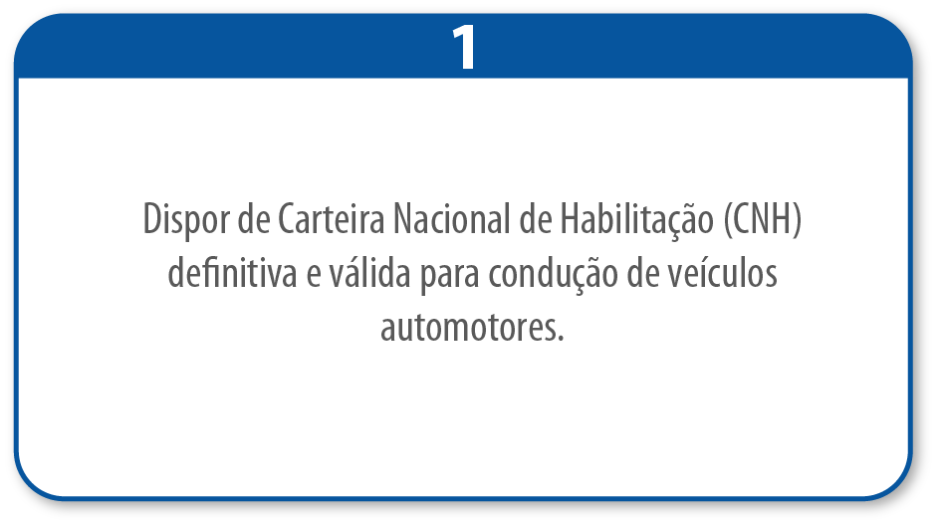 1
Dispor de Carteira Nacional de Habilitação (CNH)
definitiva e válida para condução de veículos
automotores.